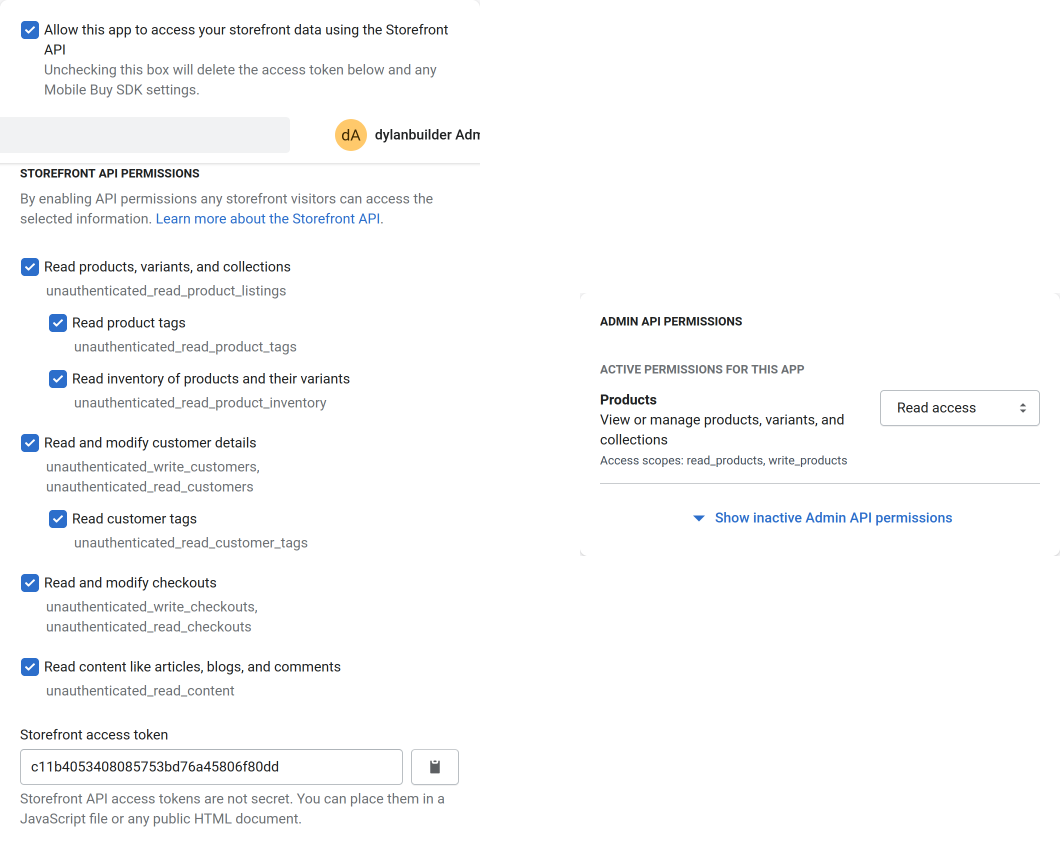 Allow this app to access your storefront data using the Storefront
API
Unchecking this box will delete the access token below and any
Mobile Buy SDK settings.
dA
dylanbuilder Adm
STOREFRONT API PERMISSIONS
By enabling API permissions any storefront visitors can access the
selected information. Learn more about the Storefront API.
Read products, variants, and collections
unauthenticated_read_product_listings
Read product tags
unauthenticated_read_product_tags
Read inventory of products and their variants
unauthenticated_read_product_inventory
Read and modify customer details
unauthenticated_write_customers,
unauthenticated_read_customers
Read customer tags
unauthenticated_read_customer_tags
Read and modify checkouts
unauthenticated_write_checkouts,
unauthenticated_read_checkouts
Read content like articles, blogs, and comments
unauthenticated_read_content
Storefront access token
c11b4053408085753bd76a45806f80dd
Storefront API access tokens are not secret. You can place them in a
JavaScript file or any public HTML document.
ADMIN API PERMISSIONS
ACTIVE PERMISSIONS FOR THIS APP
Products
View or manage products, variants, and
collections
Access scopes: read_products, write_products
Read access
Show inactive Admin API permissions